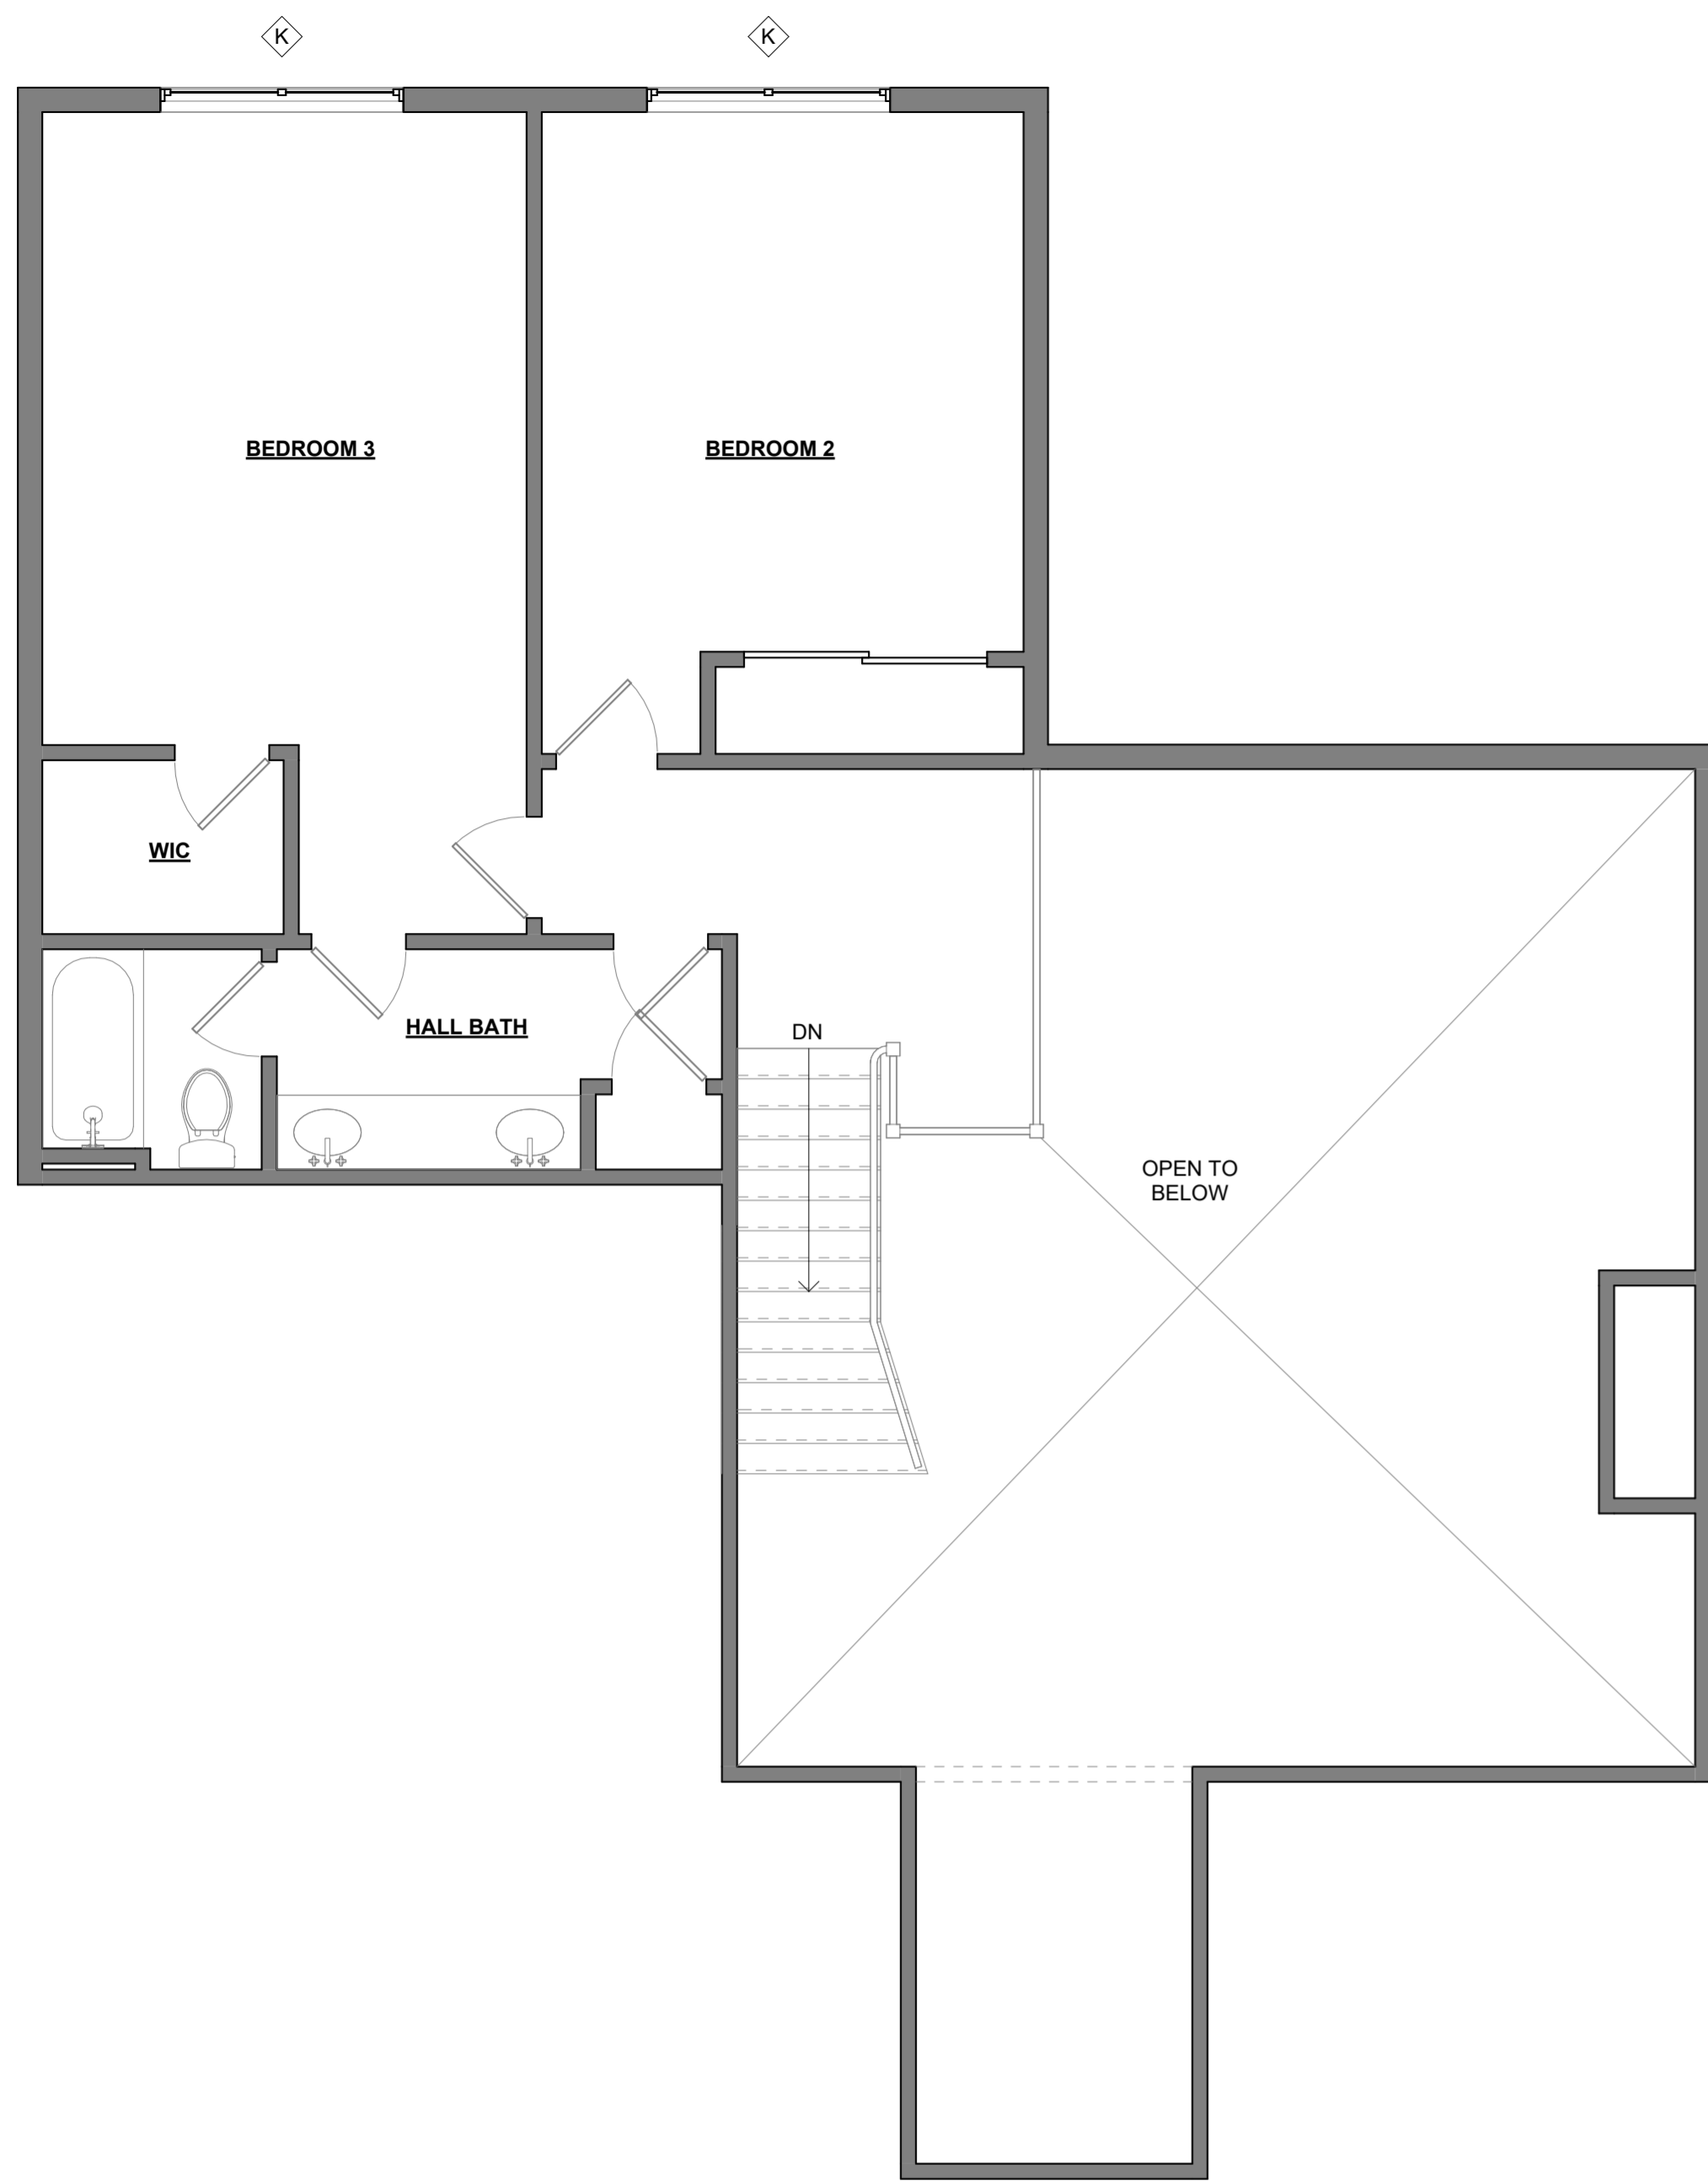 K
K
BEDROOM 3
BEDROOM 2
WIC
HALL BATH
DN
OPEN TO
BELOW